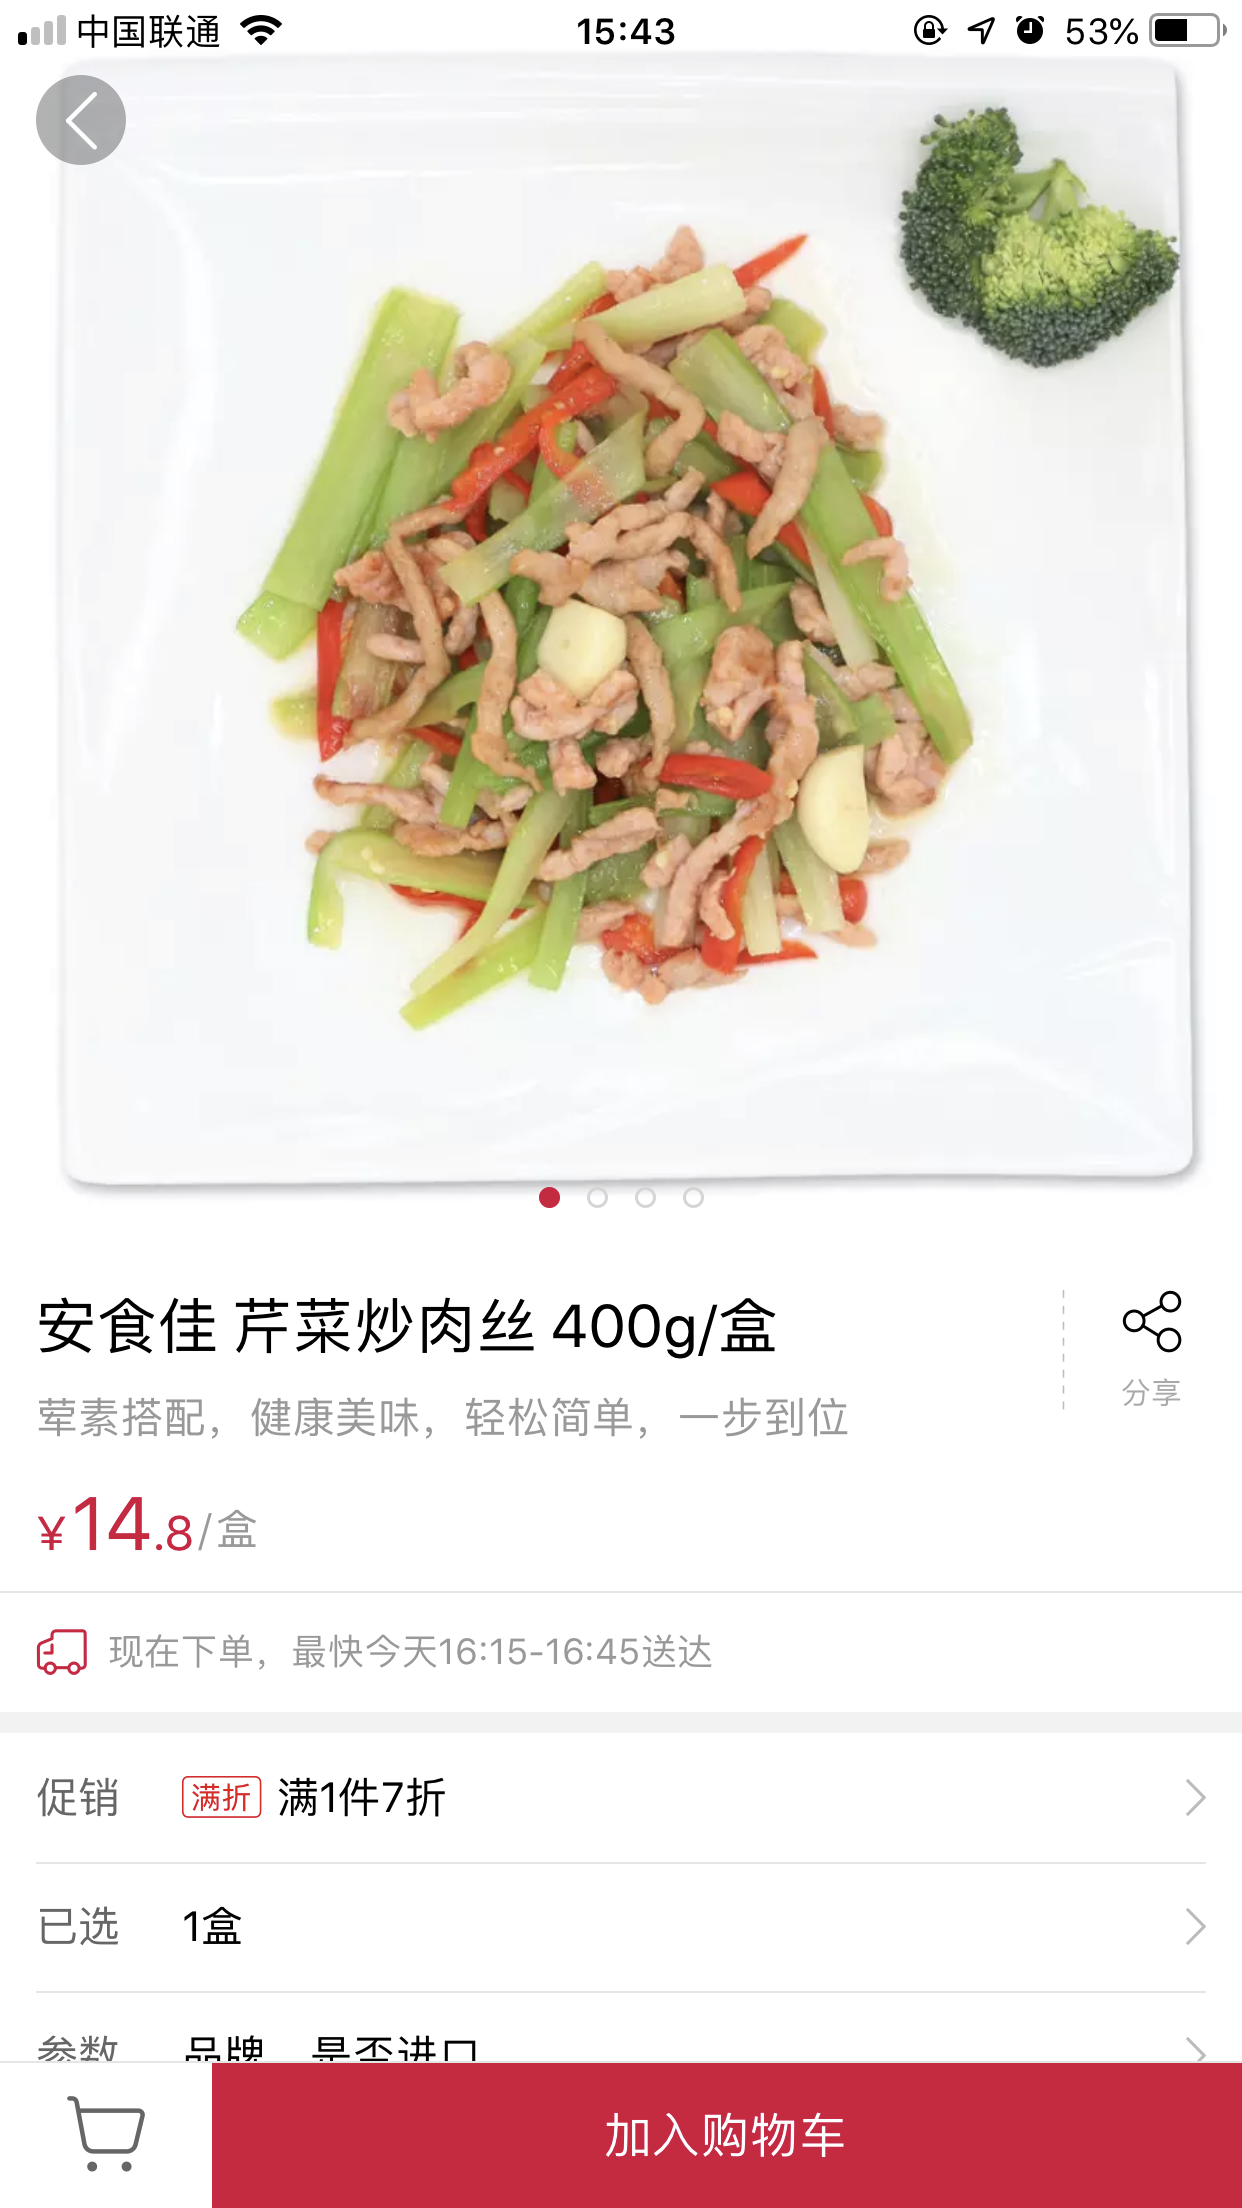 中国联通
15:43
53%
安食佳 芹菜炒肉丝 400g/盒
分享
荤素搭配，健康美味，轻松简单，一步到位
¥14.8/盒
现在下单，最快今天16:15-16:45送达
促销 满折 满1件7折
已选 1盒
参数 品牌 是否进口
加入购物车